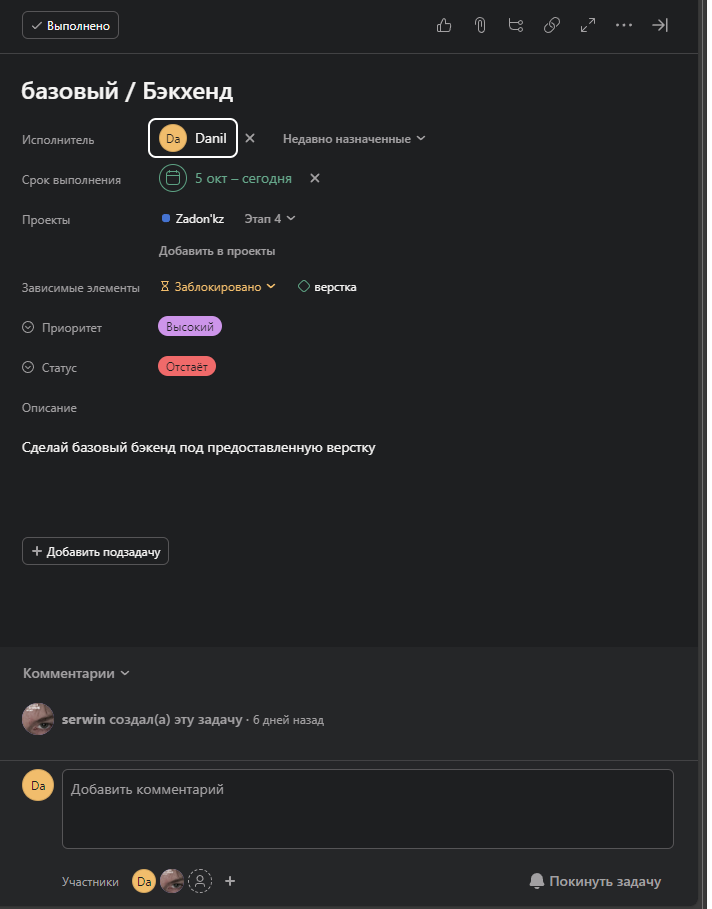 Выполнено
базовый / Бэкхенд
Исполнитель Da Danil Недавно назначенные
Срок выполнения 5 окт – сегодня
Проекты Zadon'kz Этап 4
Добавить в проекты
Зависимые элементы Заблокировано верстка
Приоритет Высокий
Статус Отстаёт
Описание
Сделай базовый бэкенд под предоставленную верстку
+ Добавить подзадачу
Комментарии
serwin создал(а) эту задачу · 6 дней назад
Da Добавить комментарий
Участники Da + Покинуть задачу